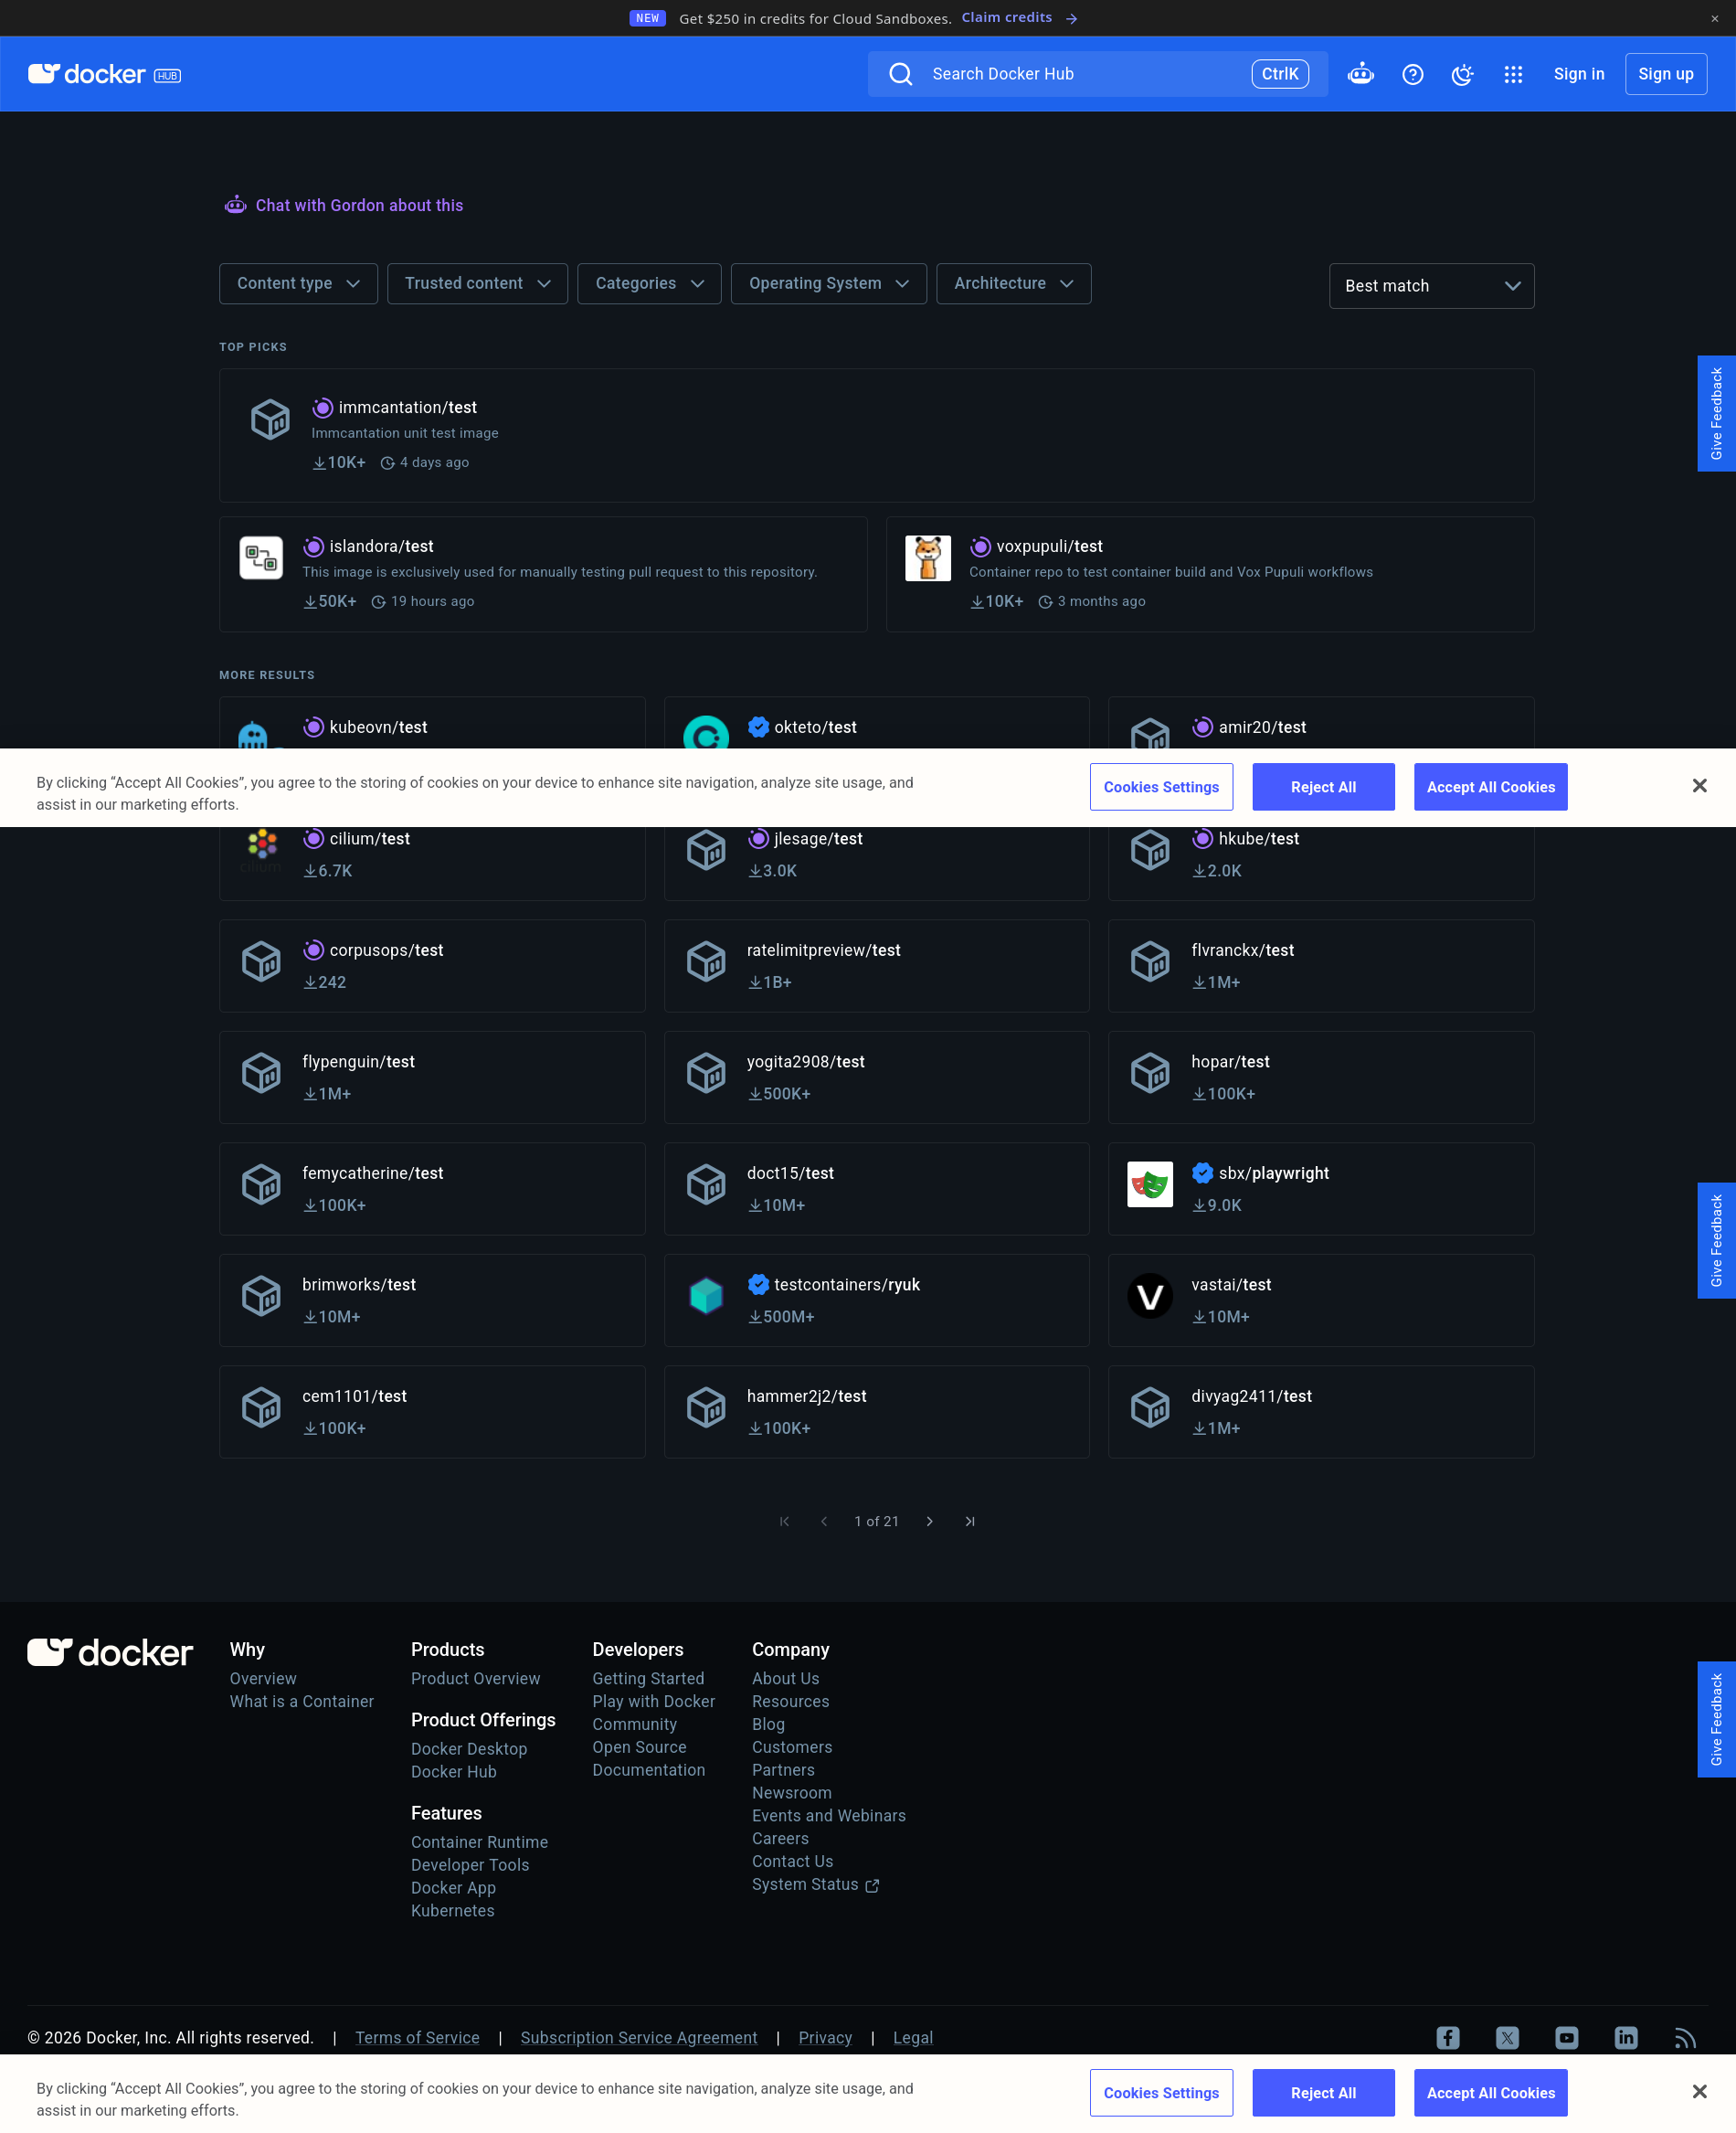 NEW Get $250 in credits for Cloud Sandboxes. Claim credits
docker HUB Search Docker Hub CtrlK Sign in Sign up
Chat with Gordon about this
Content type Trusted content Categories Operating System Architecture Best match
TOP PICKS
Give Feedback
immcantation/test
Immcantation unit test image
10K+ 4 days ago
islandora/test
This image is exclusively used for manually testing pull request to this repository.
50K+ 19 hours ago
voxpupuli/test
Container repo to test container build and Vox Pupuli workflows
10K+ 3 months ago
MORE RESULTS
kubeovn/test
okteto/test
amir20/test
By clicking “Accept All Cookies”, you agree to the storing of cookies on your device to enhance site navigation, analyze site usage, and
assist in our marketing efforts.
Cookies Settings Reject All Accept All Cookies
cilium
cilium/test
6.7K
jlesage/test
3.0K
hkube/test
2.0K
corpusops/test
242
ratelimitpreview/test
1B+
flvranckx/test
1M+
flypenguin/test
1M+
yogita2908/test
500K+
hopar/test
100K+
femycatherine/test
100K+
doct15/test
10M+
sbx/playwright
9.0K
Give Feedback
brimworks/test
10M+
testcontainers/ryuk
500M+
V
vastai/test
10M+
cem1101/test
100K+
hammer2j2/test
100K+
divyag2411/test
1M+
1 of 21
docker
Why
Overview
What is a Container
Products
Product Overview
Product Offerings
Docker Desktop
Docker Hub
Features
Container Runtime
Developer Tools
Docker App
Kubernetes
Developers
Getting Started
Play with Docker
Community
Open Source
Documentation
Company
About Us
Resources
Blog
Customers
Partners
Newsroom
Events and Webinars
Careers
Contact Us
System Status
Give Feedback
© 2026 Docker, Inc. All rights reserved. | Terms of Service | Subscription Service Agreement | Privacy | Legal
By clicking “Accept All Cookies”, you agree to the storing of cookies on your device to enhance site navigation, analyze site usage, and
assist in our marketing efforts.
Cookies Settings Reject All Accept All Cookies